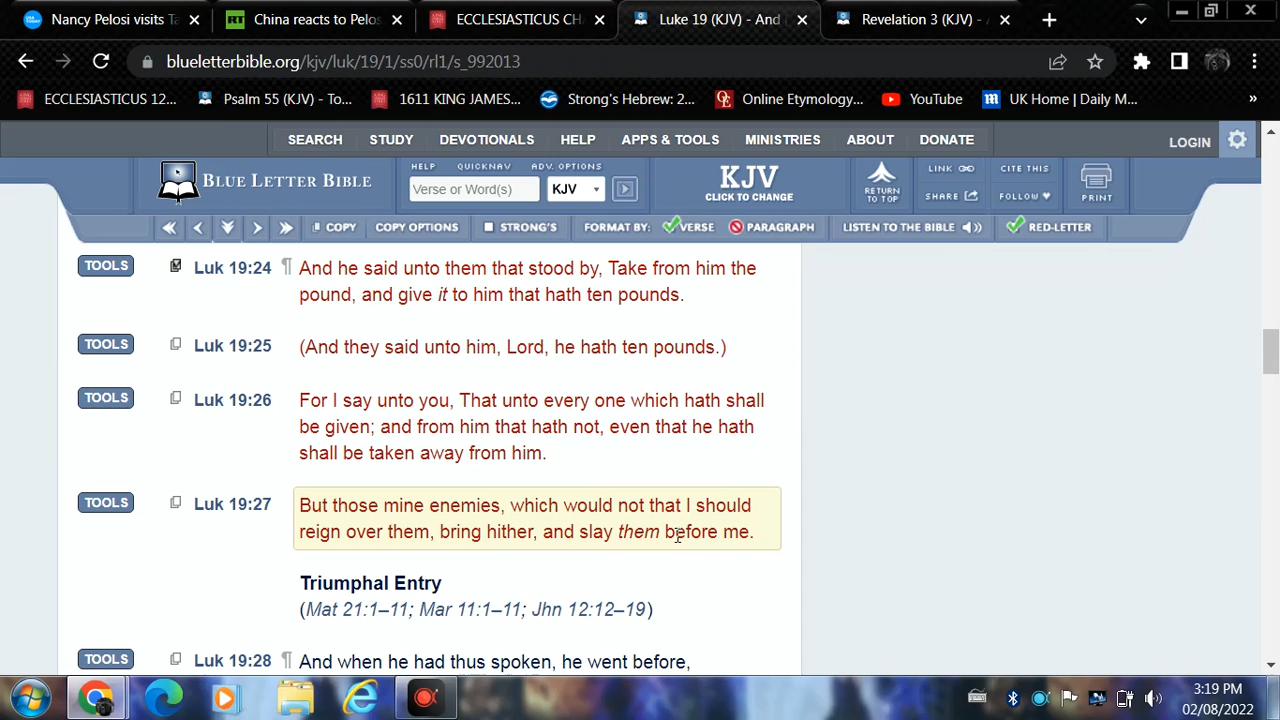 Nancy Pelosi visits Ta
China reacts to Pelos
ECCLESIASTICUS CH
Luke 19 (KJV) - And
Revelation 3 (KJV) - A
blueletterbible.org/kjv/luk/19/1/ss0/rl1/s_992013
ECCLESIASTICUS 12...
Psalm 55 (KJV) - To...
1611 KING JAMES...
Strong's Hebrew: 2...
Online Etymology...
YouTube
UK Home | Daily M...
SEARCH STUDY DEVOTIONALS HELP APPS & TOOLS MINISTRIES ABOUT DONATE LOGIN
BLUE LETTER BIBLE
HELP QUICKNAV ADV. OPTIONS
Verse or Word(s) KJV
KJV
CLICK TO CHANGE
RETURN
TO TOP
LINK
SHARE
CITE THIS
FOLLOW
PRINT
COPY COPY OPTIONS STRONG'S FORMAT BY: VERSE PARAGRAPH LISTEN TO THE BIBLE RED-LETTER
TOOLS Luk 19:24 ¶ And he said unto them that stood by, Take from him the
pound, and give it to him that hath ten pounds.
TOOLS Luk 19:25 (And they said unto him, Lord, he hath ten pounds.)
TOOLS Luk 19:26 For I say unto you, That unto every one which hath shall
be given; and from him that hath not, even that he hath
shall be taken away from him.
TOOLS Luk 19:27 But those mine enemies, which would not that I should
reign over them, bring hither, and slay them before me.
Triumphal Entry
(Mat 21:1–11; Mar 11:1–11; Jhn 12:12–19)
TOOLS Luk 19:28 ¶ And when he had thus spoken, he went before,
3:19 PM
02/08/2022